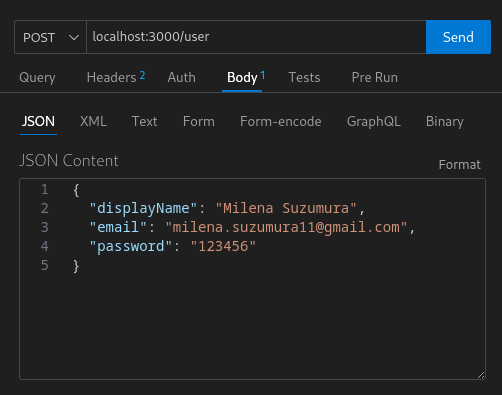 POST localhost:3000/user Send
Query Headers 2 Auth Body 1 Tests Pre Run
JSON XML Text Form Form-encode GraphQL Binary
JSON Content Format
1 {
2 "displayName": "Milena Suzumura",
3 "email": "milena.suzumura11@gmail.com",
4 "password": "123456"
5 }